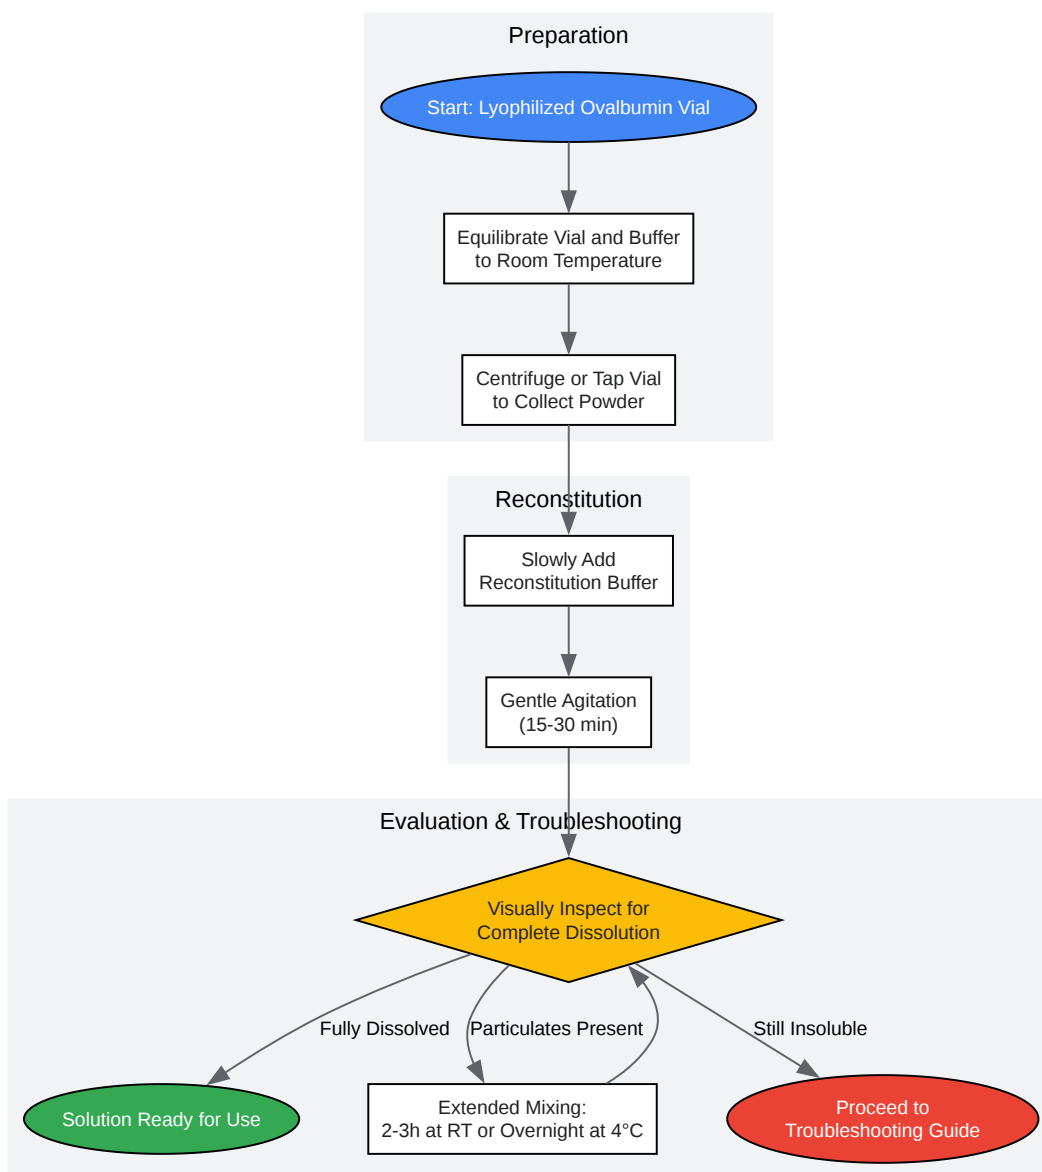 Preparation
Start: Lyophilized Ovalbumin Vial
Equilibrate Vial and Buffer
to Room Temperature
Centrifuge or Tap Vial
to Collect Powder
Reconstitution
Slowly Add
Reconstitution Buffer
Gentle Agitation
(15-30 min)
Evaluation & Troubleshooting
Visually Inspect for
Complete Dissolution
Fully Dissolved
Particulates Present
Still Insoluble
Solution Ready for Use
Extended Mixing:
2-3h at RT or Overnight at 4°C
Proceed to
Troubleshooting Guide